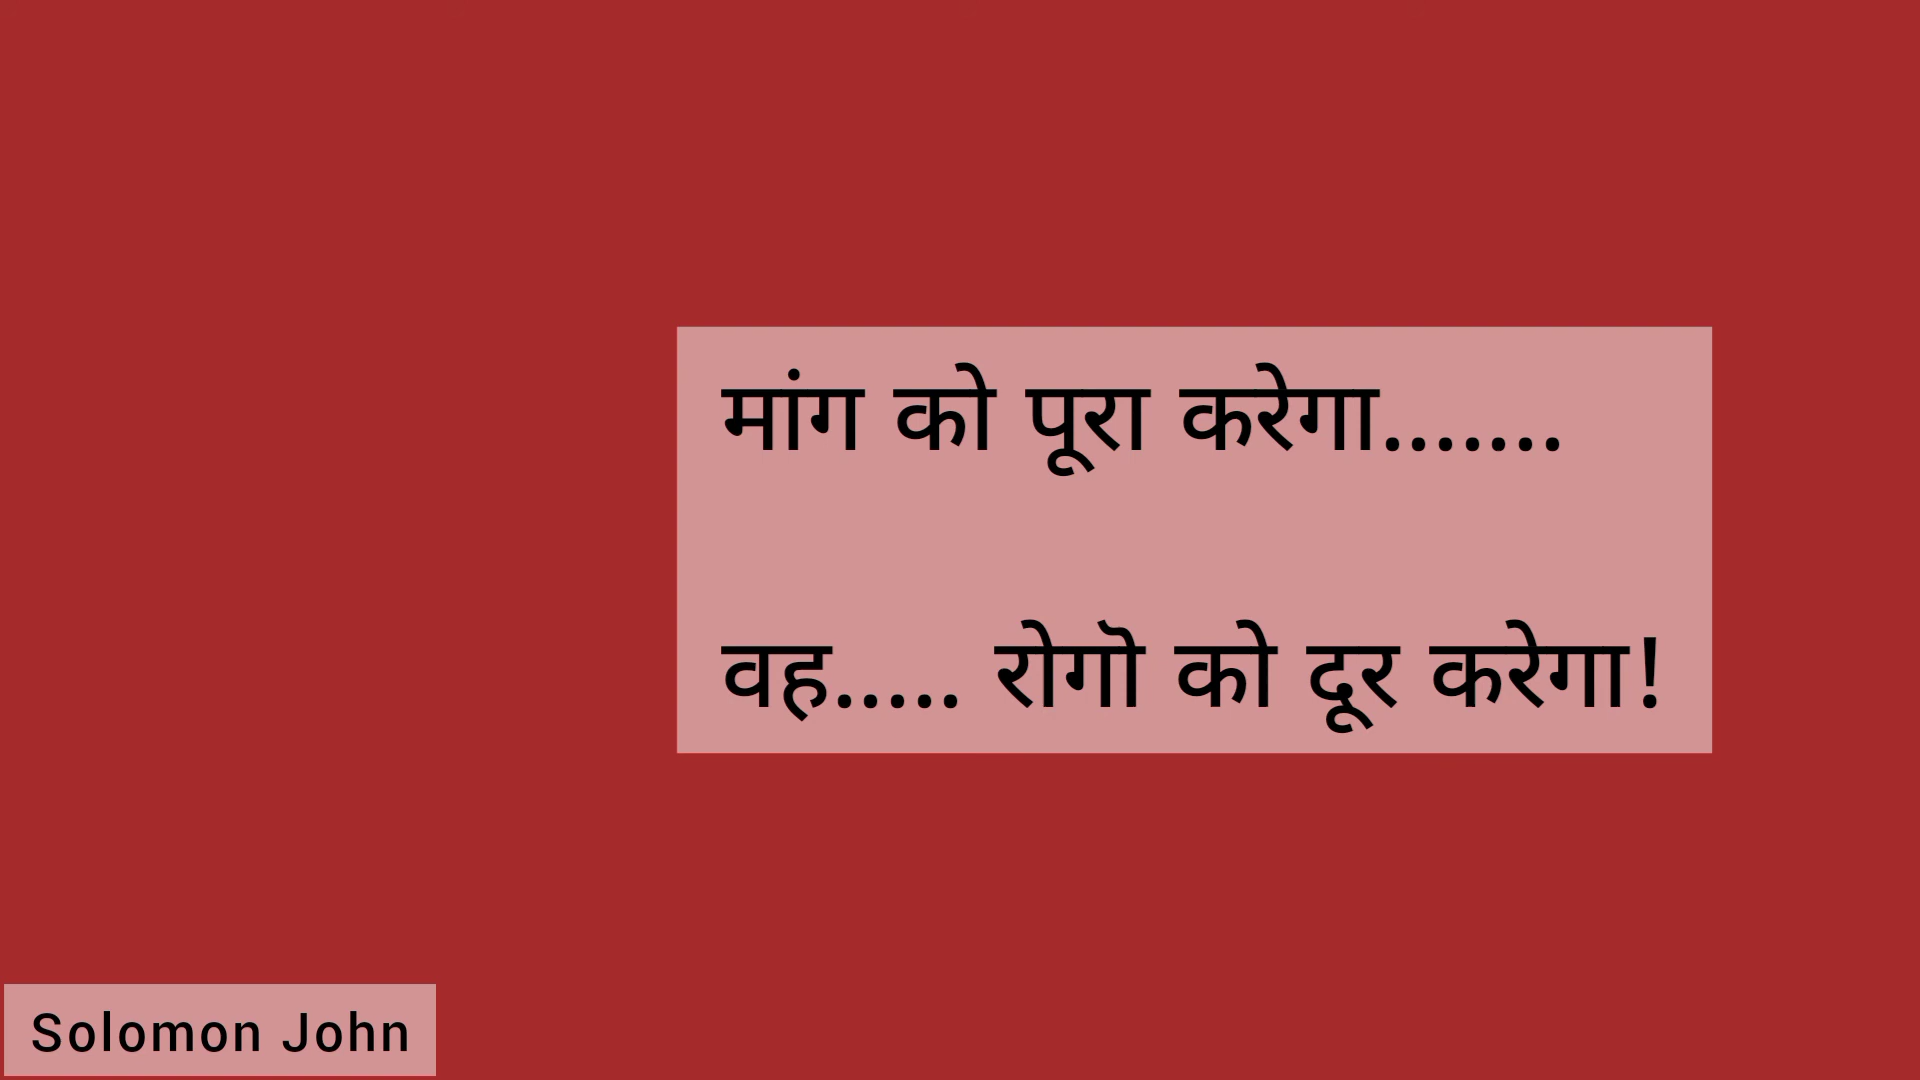 मांग को पूरा करेगा.......
वह..... रोगॊ को दूर करेगा!
Solomon John